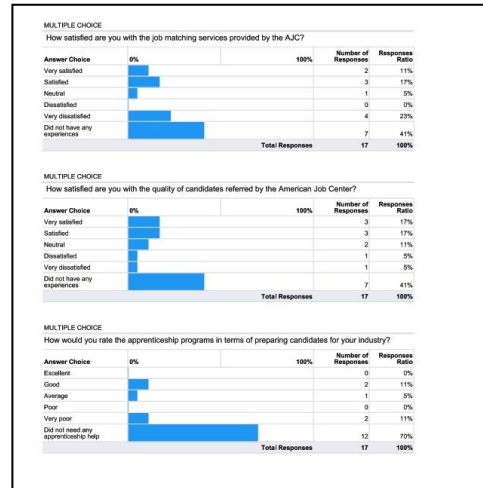 MULTIPLE CHOICE
How satisfied are you with the job matching services provided by the AJC?
Answer Choice 0% 100% Number of Responses Responses Ratio
Very satisfied 2 11%
Satisfied 3 17%
Neutral 1 5%
Dissatisfied 0 0%
Very dissatisfied 4 23%
Did not have any
experiences 7 41%
Total Responses 17 100%
MULTIPLE CHOICE
How satisfied are you with the quality of candidates referred by the American Job Center?
Answer Choice 0% 100% Number of Responses Responses Ratio
Very satisfied 3 17%
Satisfied 3 17%
Neutral 2 11%
Dissatisfied 1 5%
Very dissatisfied 1 5%
Did not have any
experiences 7 41%
Total Responses 17 100%
MULTIPLE CHOICE
How would you rate the apprenticeship programs in terms of preparing candidates for your industry?
Answer Choice 0% 100% Number of Responses Responses Ratio
Excellent 0 0%
Good 2 11%
Average 1 5%
Poor 0 0%
Very poor 2 11%
Did not need any
apprenticeship help 12 70%
Total Responses 17 100%